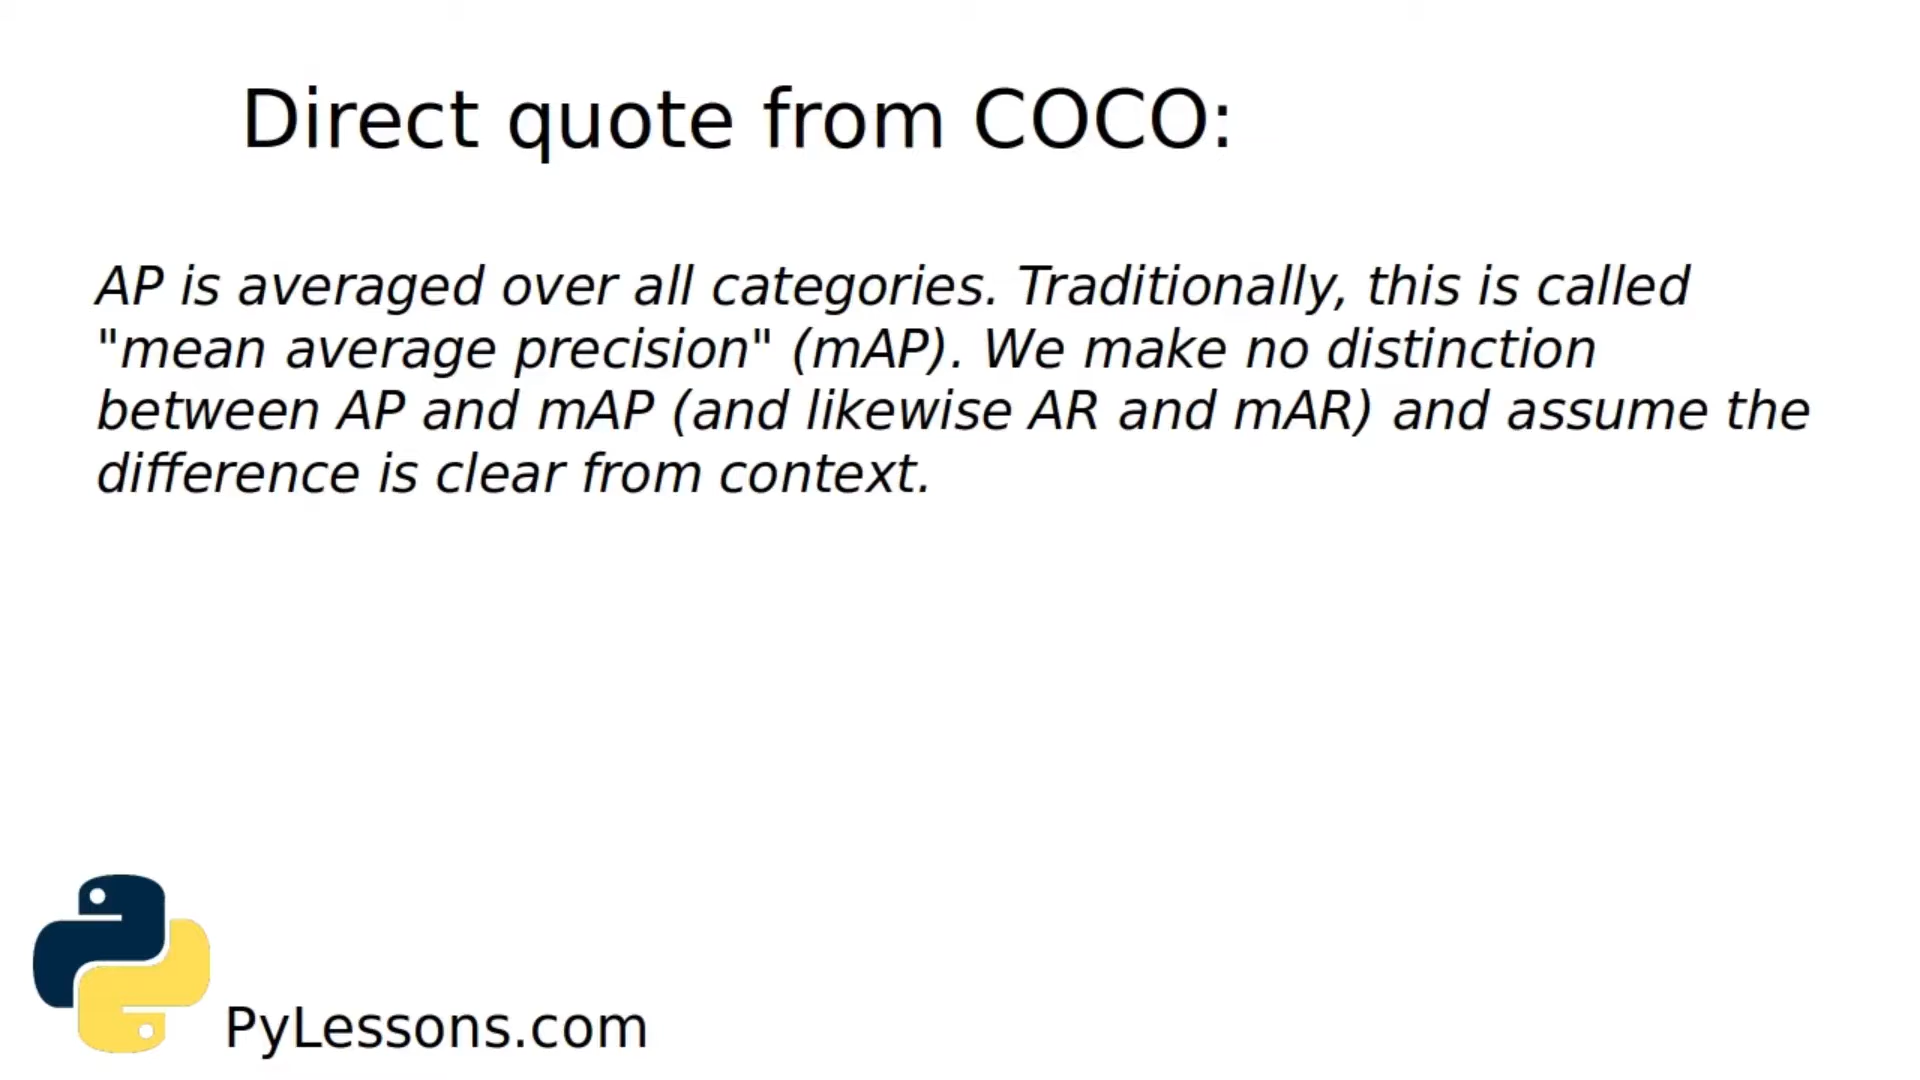 Direct quote from COCO:
AP is averaged over all categories. Traditionally, this is called
"mean average precision" (mAP). We make no distinction
between AP and mAP (and likewise AR and mAR) and assume the
difference is clear from context.
PyLessons.com